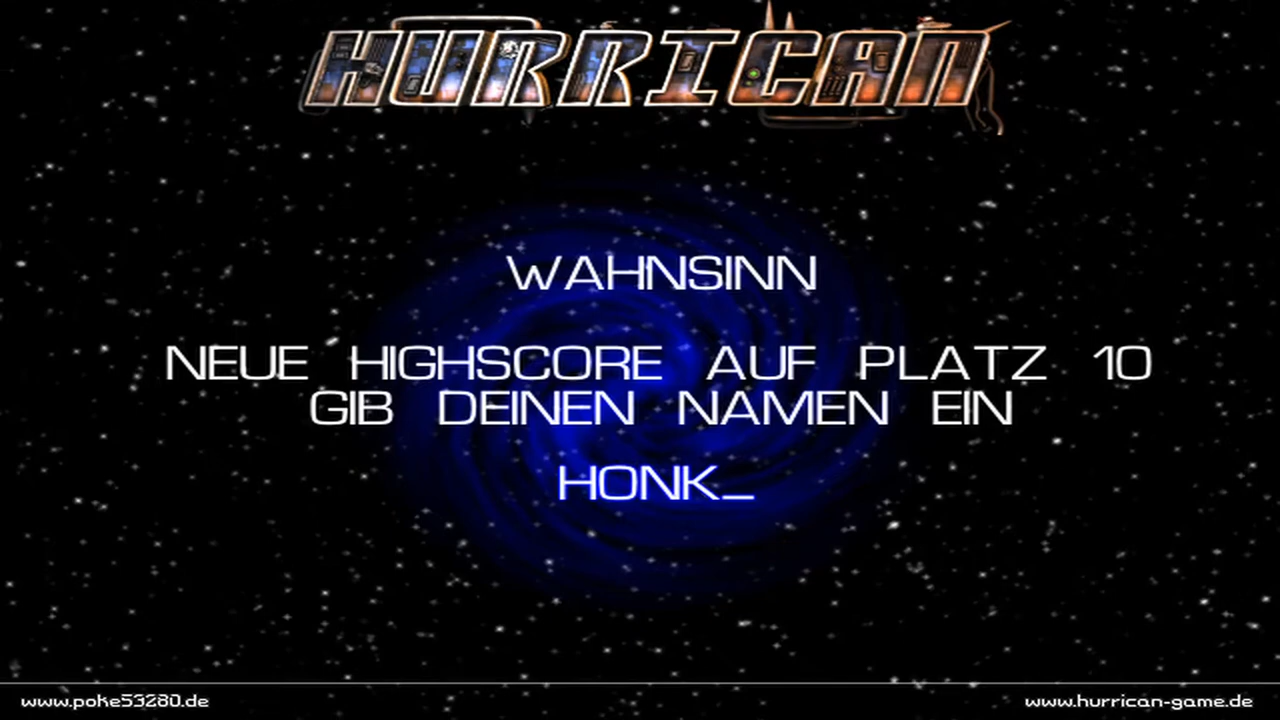 HURRICAN
WAHNSINN
NEUE HIGHSCORE AUF PLATZ 10
GIB DEINEN NAMEN EIN
HONK_
www.poke53280.de
www.hurrican-game.de